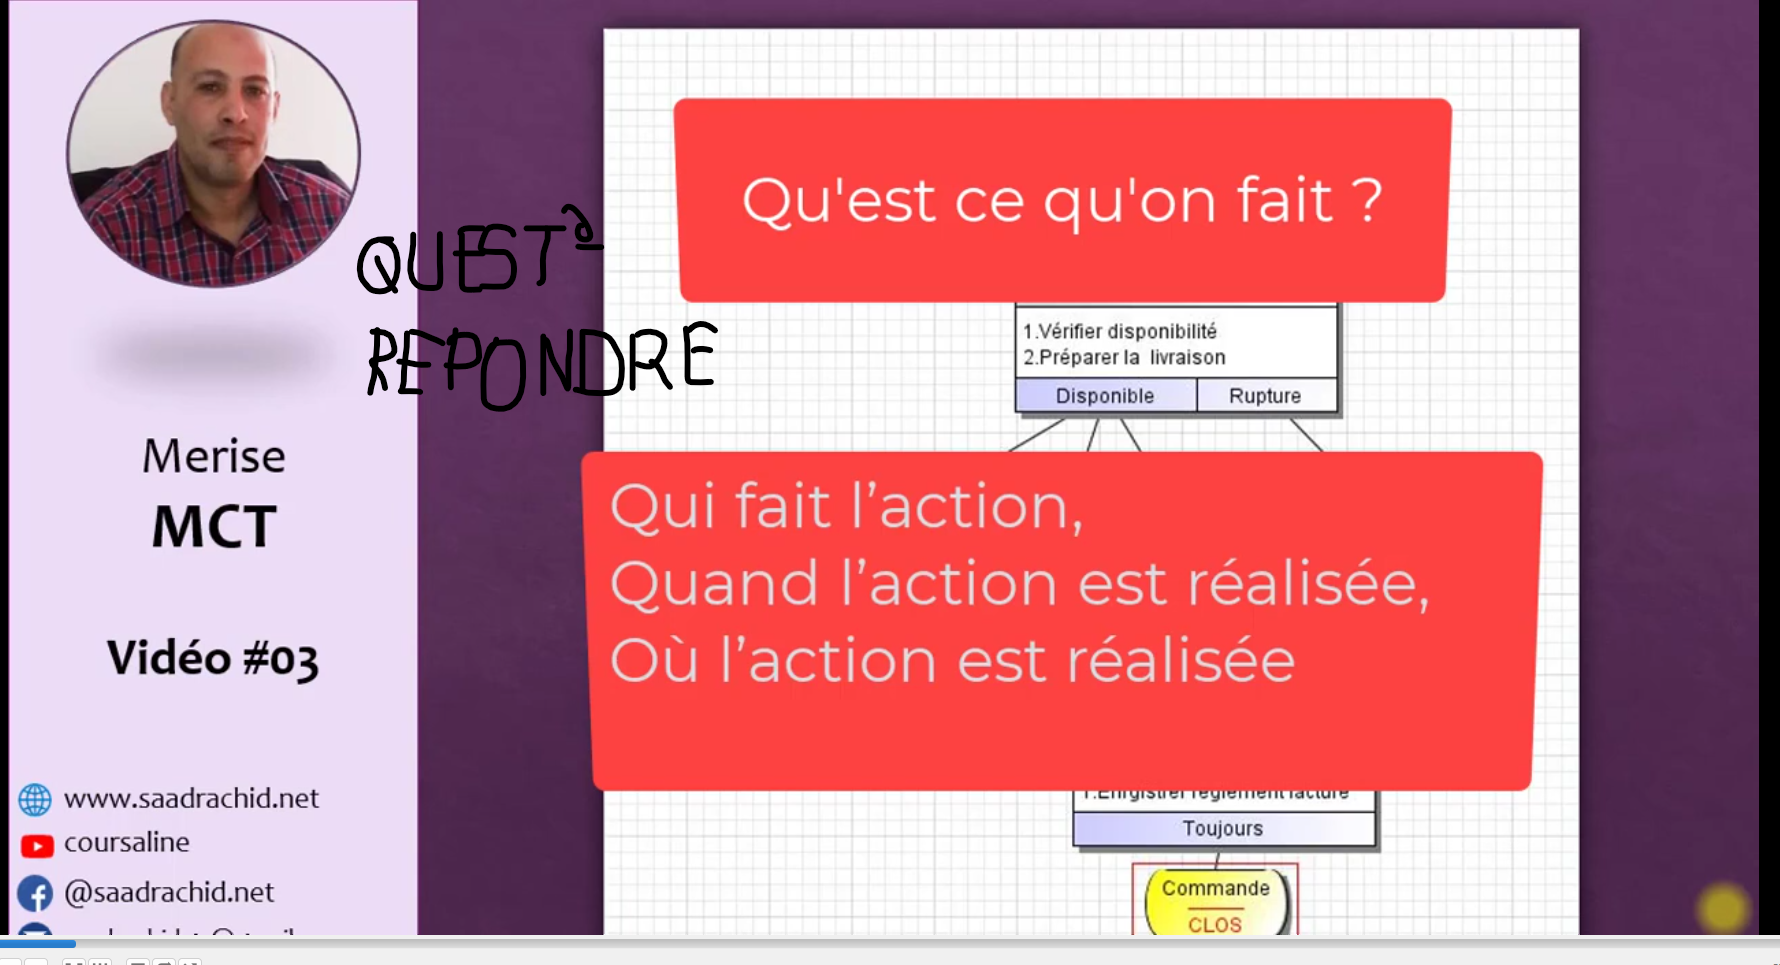 Qu'est ce qu'on fait ?
QUEST°
REPONDRE
1.Vérifier disponibilité
2.Préparer la livraison
Disponible Rupture
Merise
MCT
Vidéo #03
Qui fait l’action,
Quand l’action est réalisée,
Où l’action est réalisée
1.Enrgistrer règlement facture
Toujours
Commande
CLOS
www.saadrachid.net
coursaline
@saadrachid.net